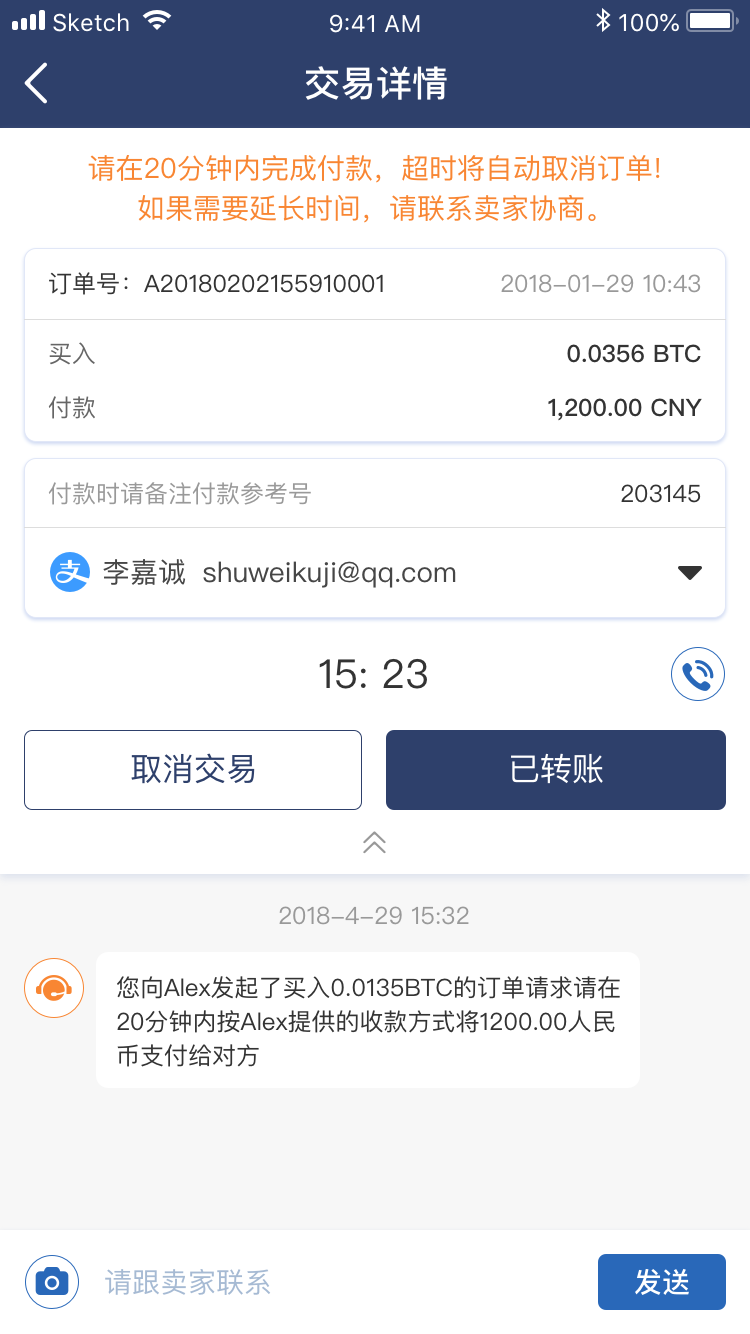 Sketch 9:41 AM 100%
交易详情
请在20分钟内完成付款，超时将自动取消订单!
如果需要延长时间，请联系卖家协商。
订单号：A20180202155910001 2018-01-29 10:43
买入 0.0356 BTC
付款 1,200.00 CNY
付款时请备注付款参考号 203145
支 李嘉诚 shuweikuji@qq.com
15: 23
取消交易 已转账
2018-4-29 15:32
您向Alex发起了买入0.0135BTC的订单请求请在
20分钟内按Alex提供的收款方式将1200.00人民
币支付给对方
请跟卖家联系 发送